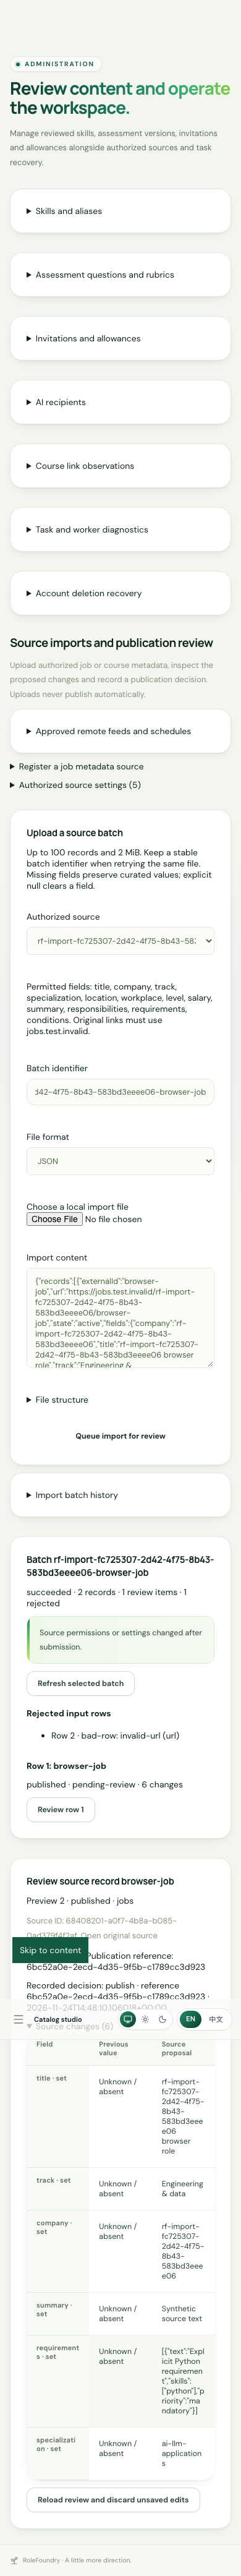 ADMINISTRATION
Review content and operate
the workspace.
Manage reviewed skills, assessment versions, invitations
and allowances alongside authorized sources and task
recovery.
Skills and aliases
Assessment questions and rubrics
Invitations and allowances
AI recipients
Course link observations
Task and worker diagnostics
Account deletion recovery
Source imports and publication review
Upload authorized job or course metadata, inspect the
proposed changes and record a publication decision.
Uploads never publish automatically.
Approved remote feeds and schedules
Register a job metadata source
Authorized source settings (5)
Upload a source batch
Up to 100 records and 2 MiB. Keep a stable
batch identifier when retrying the same file.
Missing fields preserve curated values; explicit
null clears a field.
Authorized source
rf-import-fc725307-2d42-4f75-8b43-583
Permitted fields: title, company, track,
specialization, location, workplace, level, salary,
summary, responsibilities, requirements,
conditions. Original links must use
jobs.test.invalid.
Batch identifier
d42-4f75-8b43-583bd3eeee06-browser-job
File format
JSON
Choose a local import file
Choose File No file chosen
Import content
{"records":[{"externalId":"browser-
job","url":"https://jobs.test.invalid/rf-import-
fc725307-2d42-4f75-8b43-
583bd3eeee06/browser-
job","state":"active","fields":{"company":"rf-
import-fc725307-2d42-4f75-8b43-
583bd3eeee06","title":"rf-import-fc725307-
2d42-4f75-8b43-583bd3eeee06 browser
role","track":"Engineering &
File structure
Queue import for review
Import batch history
Batch rf-import-fc725307-2d42-4f75-8b43-
583bd3eeee06-browser-job
succeeded · 2 records · 1 review items · 1
rejected
Source permissions or settings changed after
submission.
Refresh selected batch
Rejected input rows
Row 2 · bad-row: invalid-url (url)
Row 1: browser-job
published · pending-review · 6 changes
Review row 1
Review source record browser-job
Preview 2 · published · jobs
Source ID: 68408201-a0f7-4b8a-b085-
Open original source
Skip to content
Publication reference:
6bc52a0e-2ecd-4d35-9f5b-c1789cc3d923
Recorded decision: publish · reference
6bc52a0e-2ecd-4d35-9f5b-c1789cc3d923 ·
Catalog studio
EN
中文
Source changes (6)
Field Previous value Source proposal
title · set Unknown / absent rf-import-fc725307-2d42-4f75-8b43-583bd3eeee06 browser role
track · set Unknown / absent Engineering & data
company · set Unknown / absent rf-import-fc725307-2d42-4f75-8b43-583bd3eeee06
summary · set Unknown / absent Synthetic source text
requirements · set Unknown / absent [{"text":"Explicit Python requirement","skills":["python"],"priority":"mandatory"}]
specialization · set Unknown / absent ai-llm-applications
Reload review and discard unsaved edits
RoleFoundry · A little more direction.